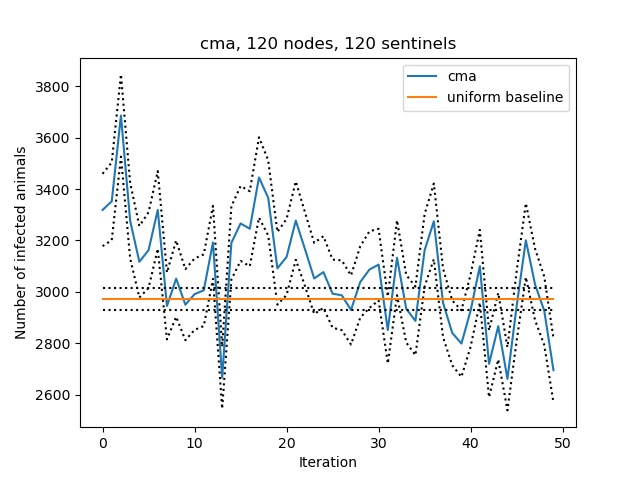 cma, 120 nodes, 120 sentinels
cma
uniform baseline
Number of infected animals
3800
3600
3400
3200
3000
2800
2600
0
10
20
30
40
50
Iteration